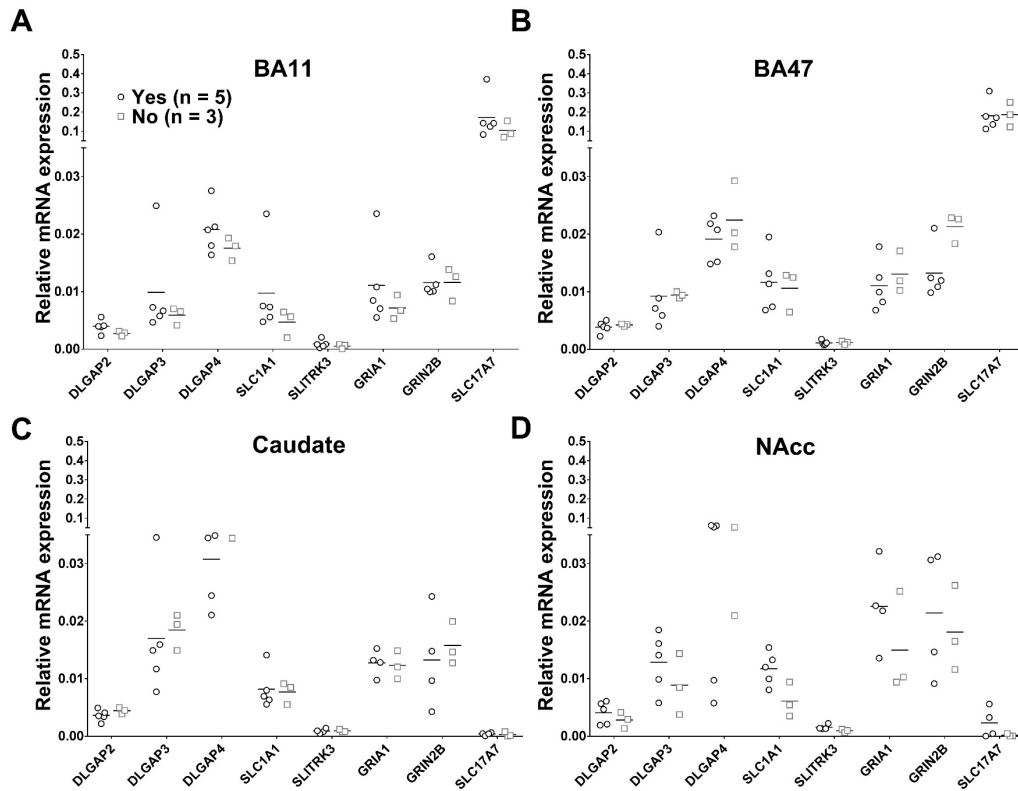 A
BA11
Relative mRNA expression
0.5
0.4
0.3
0.2
0.1
0.03
0.02
0.01
0.00
Yes (n = 5)
No (n = 3)
DLGAP2
DLGAP3
DLGAP4
SLC1A1
SLITRK3
GRIA1
GRIN2B
SLC17A7
B
BA47
Relative mRNA expression
0.5
0.4
0.3
0.2
0.1
0.03
0.02
0.01
0.00
DLGAP2
DLGAP3
DLGAP4
SLC1A1
SLITRK3
GRIA1
GRIN2B
SLC17A7
C
Caudate
Relative mRNA expression
0.5
0.4
0.3
0.2
0.1
0.03
0.02
0.01
0.00
DLGAP2
DLGAP3
DLGAP4
SLC1A1
SLITRK3
GRIA1
GRIN2B
SLC17A7
D
NAcc
Relative mRNA expression
0.5
0.4
0.3
0.2
0.1
0.03
0.02
0.01
0.00
DLGAP2
DLGAP3
DLGAP4
SLC1A1
SLITRK3
GRIA1
GRIN2B
SLC17A7